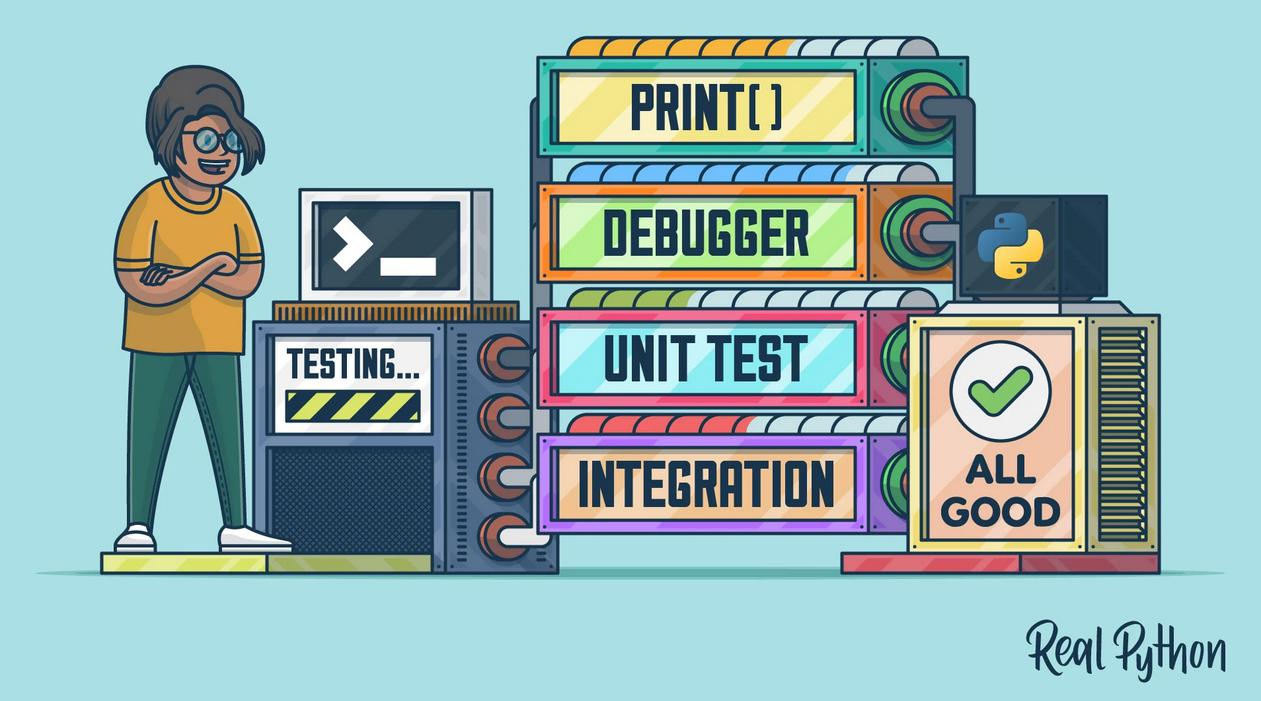 PRINT()
DEBUGGER
>_
TESTING...
UNIT TEST
INTEGRATION
ALL
GOOD
Real Python